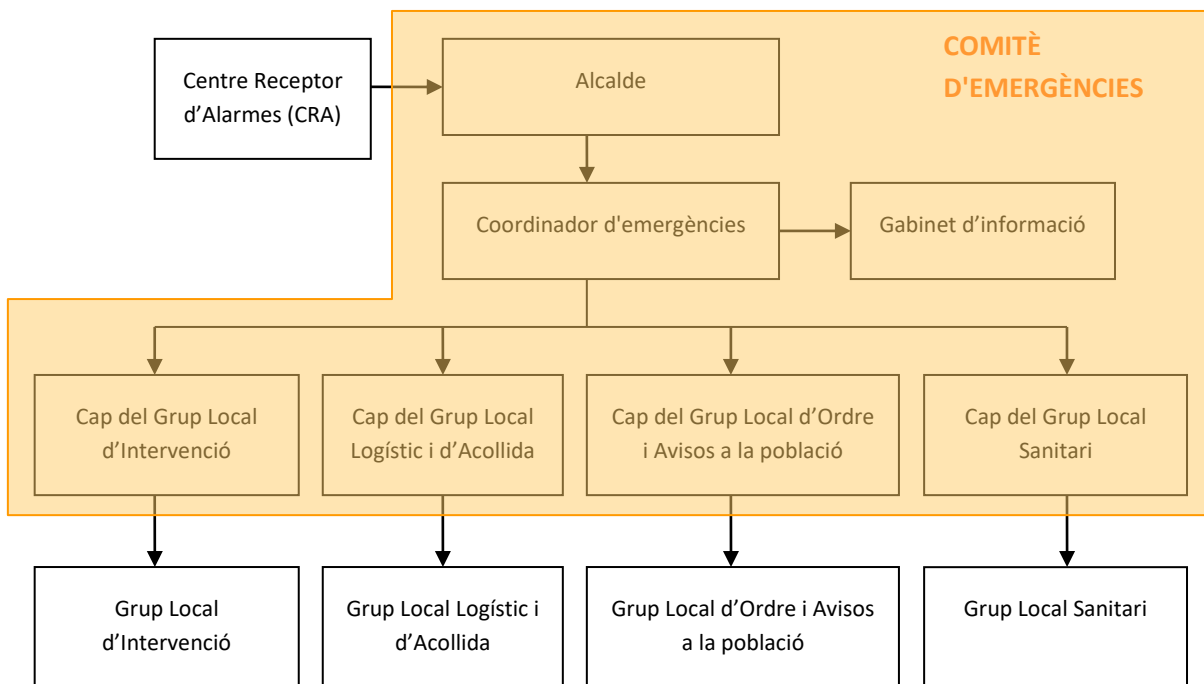 COMITÈ
D'EMERGÈNCIES
Centre Receptor
d’Alarmes (CRA)
Alcalde
Coordinador d'emergències
Gabinet d’informació
Cap del Grup Local
d’Intervenció
Cap del Grup Local
Logístic i d’Acollida
Cap del Grup Local d’Ordre
i Avisos a la població
Cap del Grup Local
Sanitari
Grup Local
d’Intervenció
Grup Local Logístic i
d’Acollida
Grup Local d’Ordre i Avisos
a la població
Grup Local Sanitari